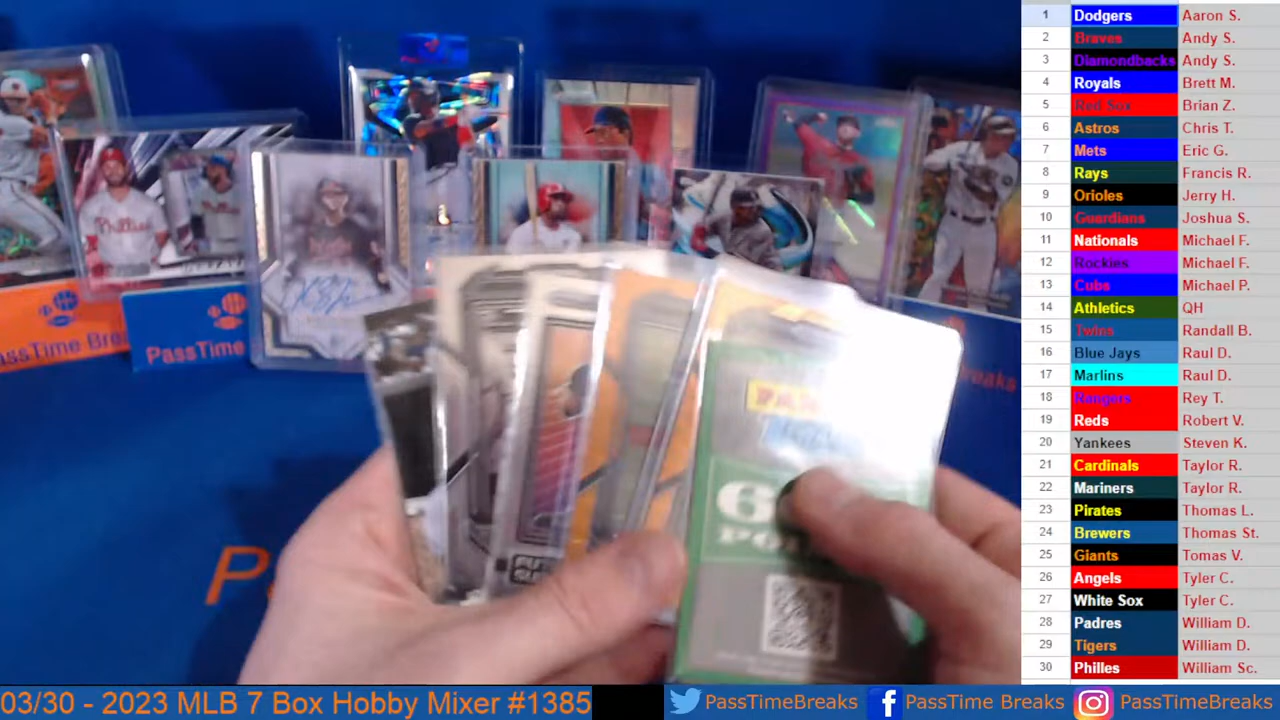 1 Dodgers Aaron S.
2 Braves Andy S.
3 Diamondbacks Andy S.
4 Royals Brett M.
5 Red Sox Brian Z.
6 Astros Chris T.
7 Mets Eric G.
8 Rays Francis R.
9 Orioles Jerry H.
10 Guardians Joshua S.
11 Nationals Michael F.
12 Rockies Michael F.
13 Cubs Michael P.
14 Athletics QH
15 Twins Randall B.
16 Blue Jays Raul D.
17 Marlins Raul D.
18 Rangers Rey T.
19 Reds Robert V.
20 Yankees Steven K.
21 Cardinals Taylor R.
22 Mariners Taylor R.
23 Pirates Thomas L.
24 Brewers Thomas St.
25 Giants Tomas V.
26 Angels Tyler C.
27 White Sox Tyler C.
28 Padres William D.
29 Tigers William D.
30 Philles William Sc.
Phillies
PassTime Brea
PassTime
Breaks
P
03/30 - 2023 MLB 7 Box Hobby Mixer #1385
PassTimeBreaks
PassTime Breaks
PassTimeBreaks